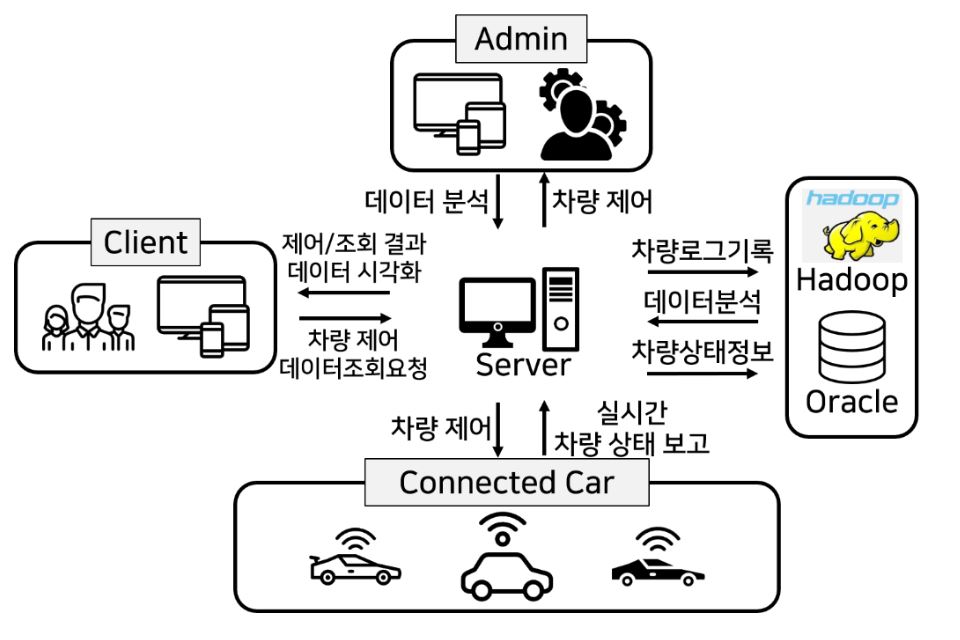 Admin
데이터 분석
차량 제어
Client
제어/조회 결과
데이터 시각화
차량 제어
데이터조회요청
Server
차량로그기록
데이터분석
차량상태정보
hadoop
Hadoop
Oracle
차량 제어
실시간
차량 상태 보고
Connected Car